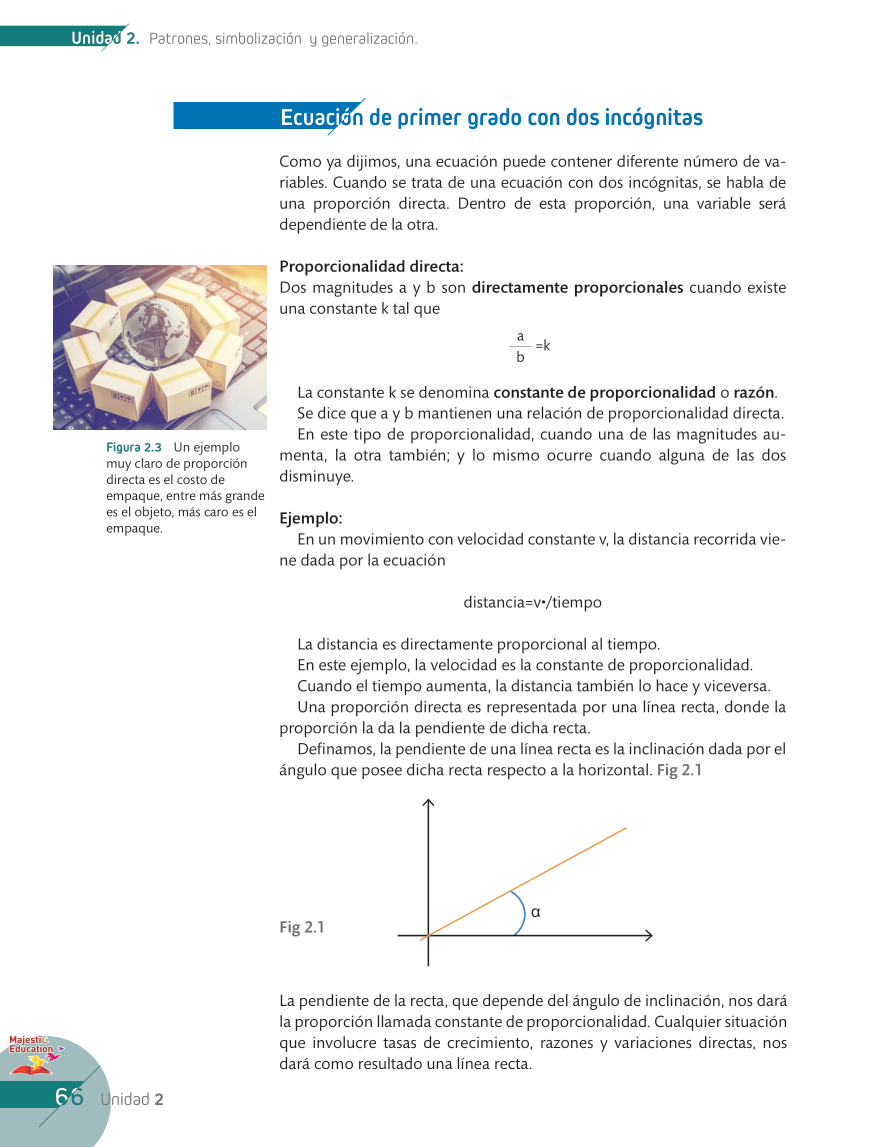 Unidad 2. Patrones, simbolización y generalización.
Ecuación de primer grado con dos incógnitas
Como ya dijimos, una ecuación puede contener diferente número de va-
riables. Cuando se trata de una ecuación con dos incógnitas, se habla de
una proporción directa. Dentro de esta proporción, una variable será
dependiente de la otra.
Proporcionalidad directa:
Dos magnitudes a y b son directamente proporcionales cuando existe
una constante k tal que
a
=k
b
La constante k se denomina constante de proporcionalidad o razón.
Se dice que a y b mantienen una relación de proporcionalidad directa.
En este tipo de proporcionalidad, cuando una de las magnitudes au-
menta, la otra también; y lo mismo ocurre cuando alguna de las dos
disminuye.
Figura 2.3 Un ejemplo
muy claro de proporción
directa es el costo de
empaque, entre más grande
es el objeto, más caro es el
empaque.
Ejemplo:
En un movimiento con velocidad constante v, la distancia recorrida vie-
ne dada por la ecuación
distancia=v•/tiempo
La distancia es directamente proporcional al tiempo.
En este ejemplo, la velocidad es la constante de proporcionalidad.
Cuando el tiempo aumenta, la distancia también lo hace y viceversa.
Una proporción directa es representada por una línea recta, donde la
proporción la da la pendiente de dicha recta.
Definamos, la pendiente de una línea recta es la inclinación dada por el
ángulo que posee dicha recta respecto a la horizontal. Fig 2.1
α
Fig 2.1
La pendiente de la recta, que depende del ángulo de inclinación, nos dará
la proporción llamada constante de proporcionalidad. Cualquier situación
que involucre tasas de crecimiento, razones y variaciones directas, nos
dará como resultado una línea recta.
Majestic
Education
66 Unidad 2